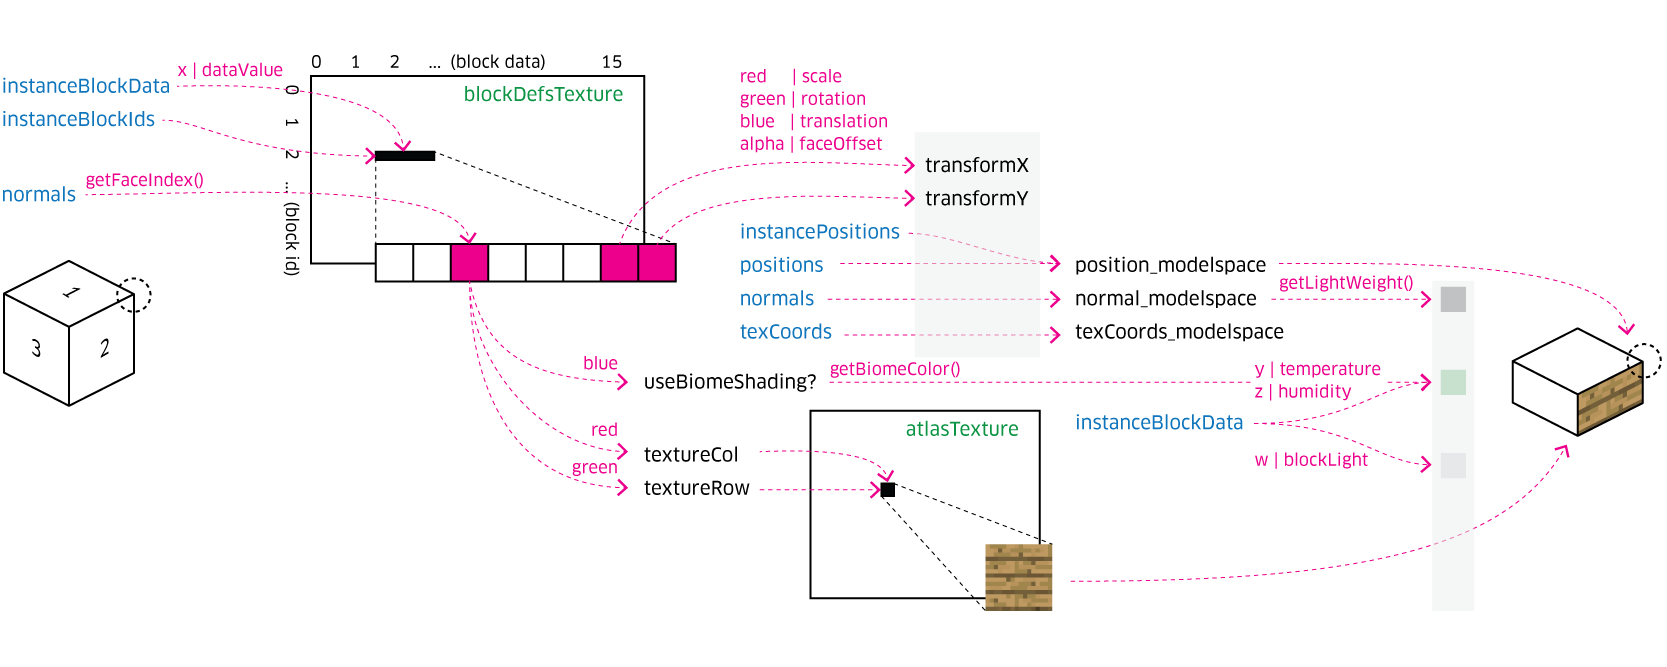 0 1 2 ... (block data) 15
x | dataValue
instanceBlockData
instanceBlockIds
0
1
2
...
(block id)
blockDefsTexture
getFaceIndex()
normals
red | scale
green | rotation
blue | translation
alpha | faceOffset
transformX
transformY
instancePositions
positions
normals
texCoords
position_modelspace
normal_modelspace
texCoords_modelspace
getLightWeight()
1
3
2
blue
useBiomeShading?
getBiomeColor()
y | temperature
z | humidity
instanceBlockData
w | blockLight
red
textureCol
green
textureRow
atlasTexture